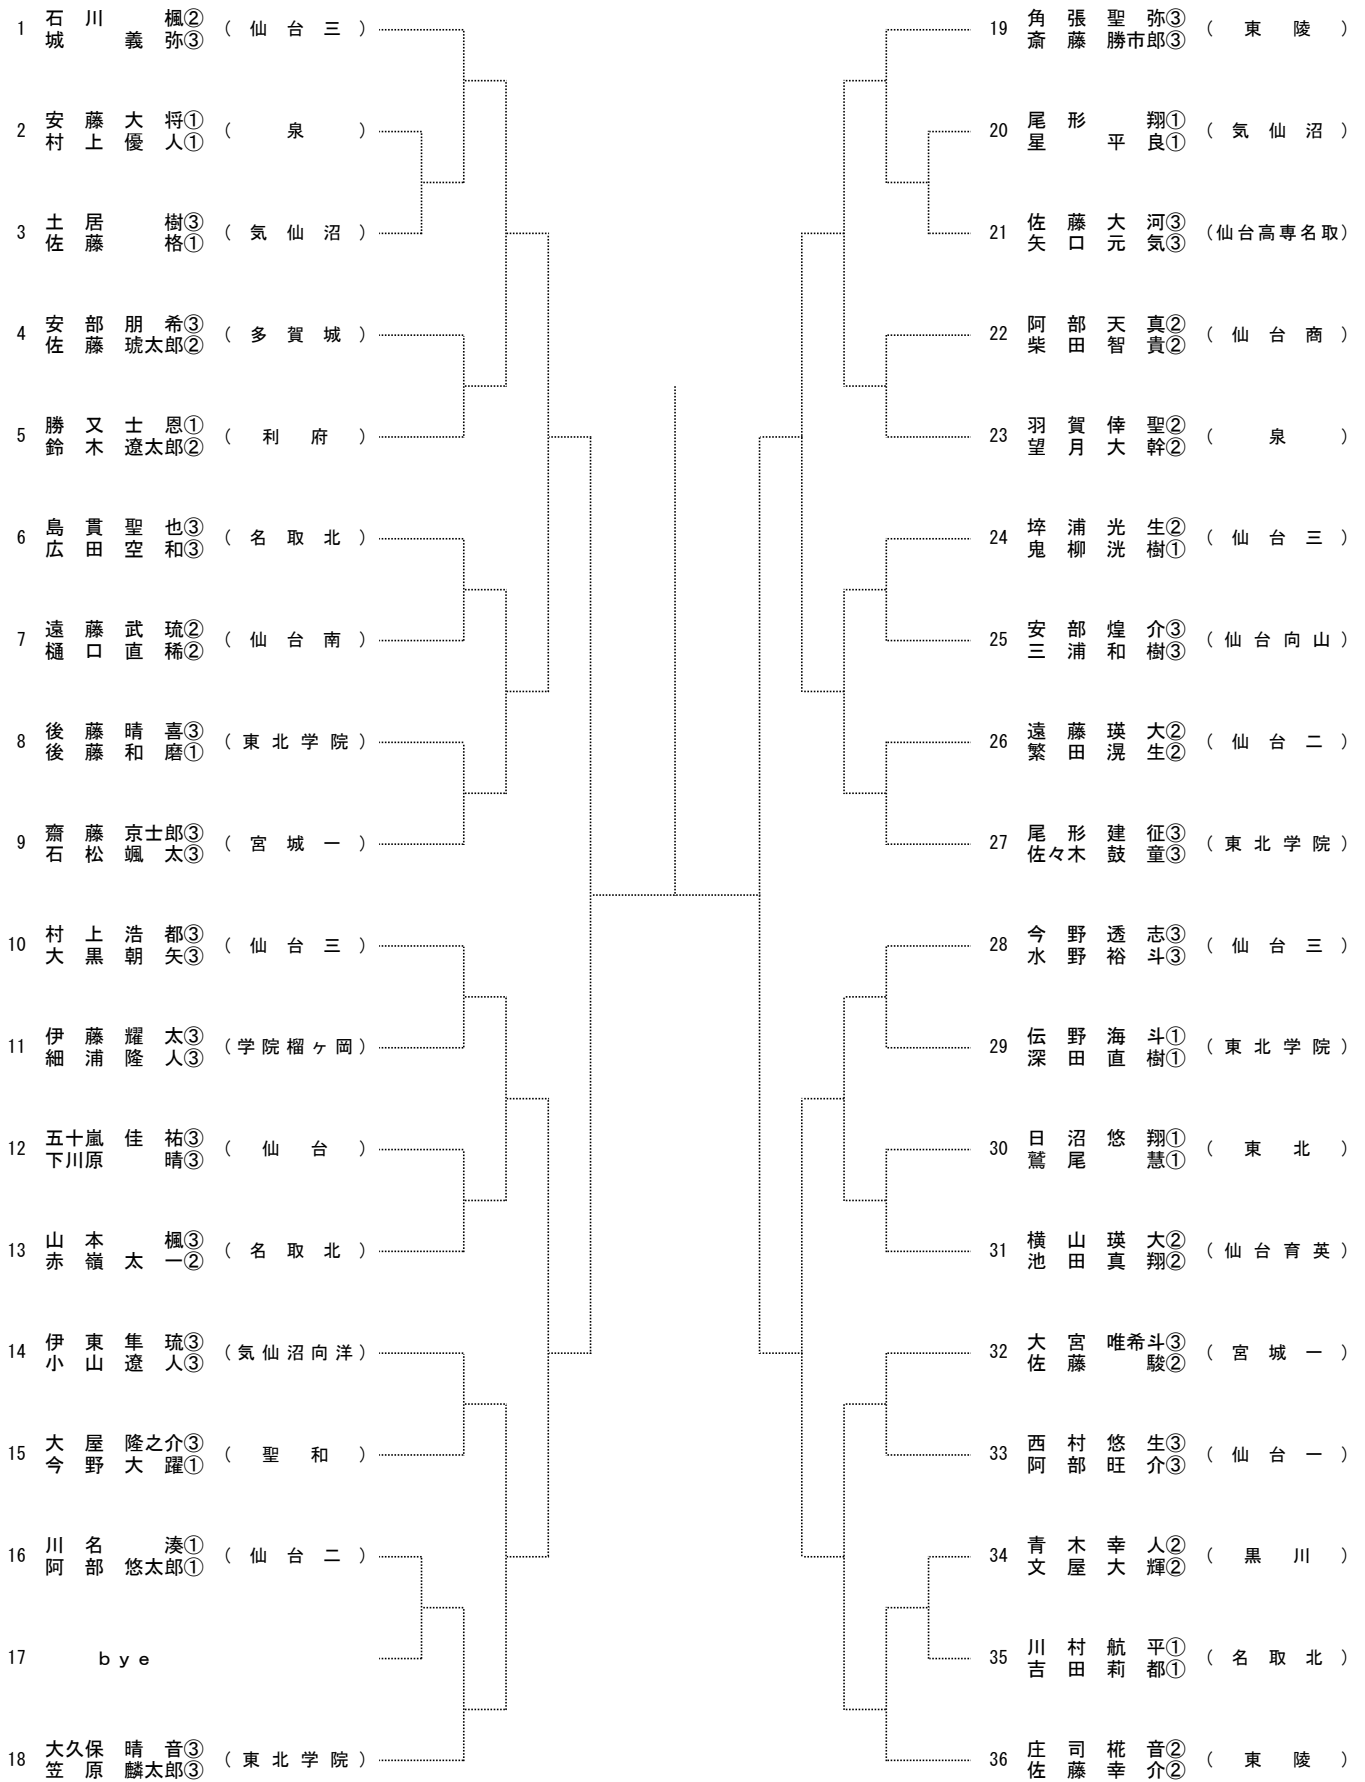 1 石川 楓② (仙台三)
城 義弥③
2 安藤大将① (泉)
村上優人①
3 土居 樹③ (気仙沼)
佐藤 格①
4 安部朋希③ (多賀城)
佐藤琥太郎②
5 勝又士恩① (利府)
鈴木遼太郎②
6 島貫聖也③ (名取北)
広田空和③
7 遠藤武琉② (仙台南)
樋口直稀②
8 後藤晴喜③ (東北学院)
後藤和磨①
9 齋藤京士郎③ (宮城一)
石松颯太③
10 村上浩都③ (仙台三)
大黒朝矢③
11 伊藤耀太③ (学院榴ヶ岡)
細浦隆人③
12 五十嵐佳祐③ (仙台)
下川原 晴③
13 山本 楓③ (名取北)
赤嶺太一②
14 伊東隼琉③ (気仙沼向洋)
小山遼人③
15 大屋隆之介③ (聖和)
今野大躍①
16 川名 湊① (仙台二)
阿部悠太郎①
17 bye
18 大久保晴音③ (東北学院)
笠原麟太郎③
19 角張聖弥③ (東陵)
斎藤勝市郎③
20 尾形 翔① (気仙沼)
星 平良①
21 佐藤大河③ (仙台高専名取)
矢口元気③
22 阿部天真② (仙台商)
柴田智貴②
23 羽賀倖聖② (泉)
望月大幹②
24 埣浦光生② (仙台三)
鬼柳洸樹①
25 安部煌介③ (仙台向山)
三浦和樹③
26 遠藤瑛大② (仙台二)
繁田滉生②
27 尾形建征③ (東北学院)
佐々木鼓童③
28 今野透志③ (仙台三)
水野裕斗③
29 伝野海斗① (東北学院)
深田直樹①
30 日沼悠翔① (東北)
鷲尾 慧①
31 横山瑛大② (仙台育英)
池田真翔②
32 大宮唯希斗③ (宮城一)
佐藤 駿②
33 西村悠生③ (仙台一)
阿部旺介③
34 青木幸人② (黒川)
文屋大輝②
35 川村航平① (名取北)
吉田莉都①
36 庄司椛音② (東陵)
佐藤幸介②